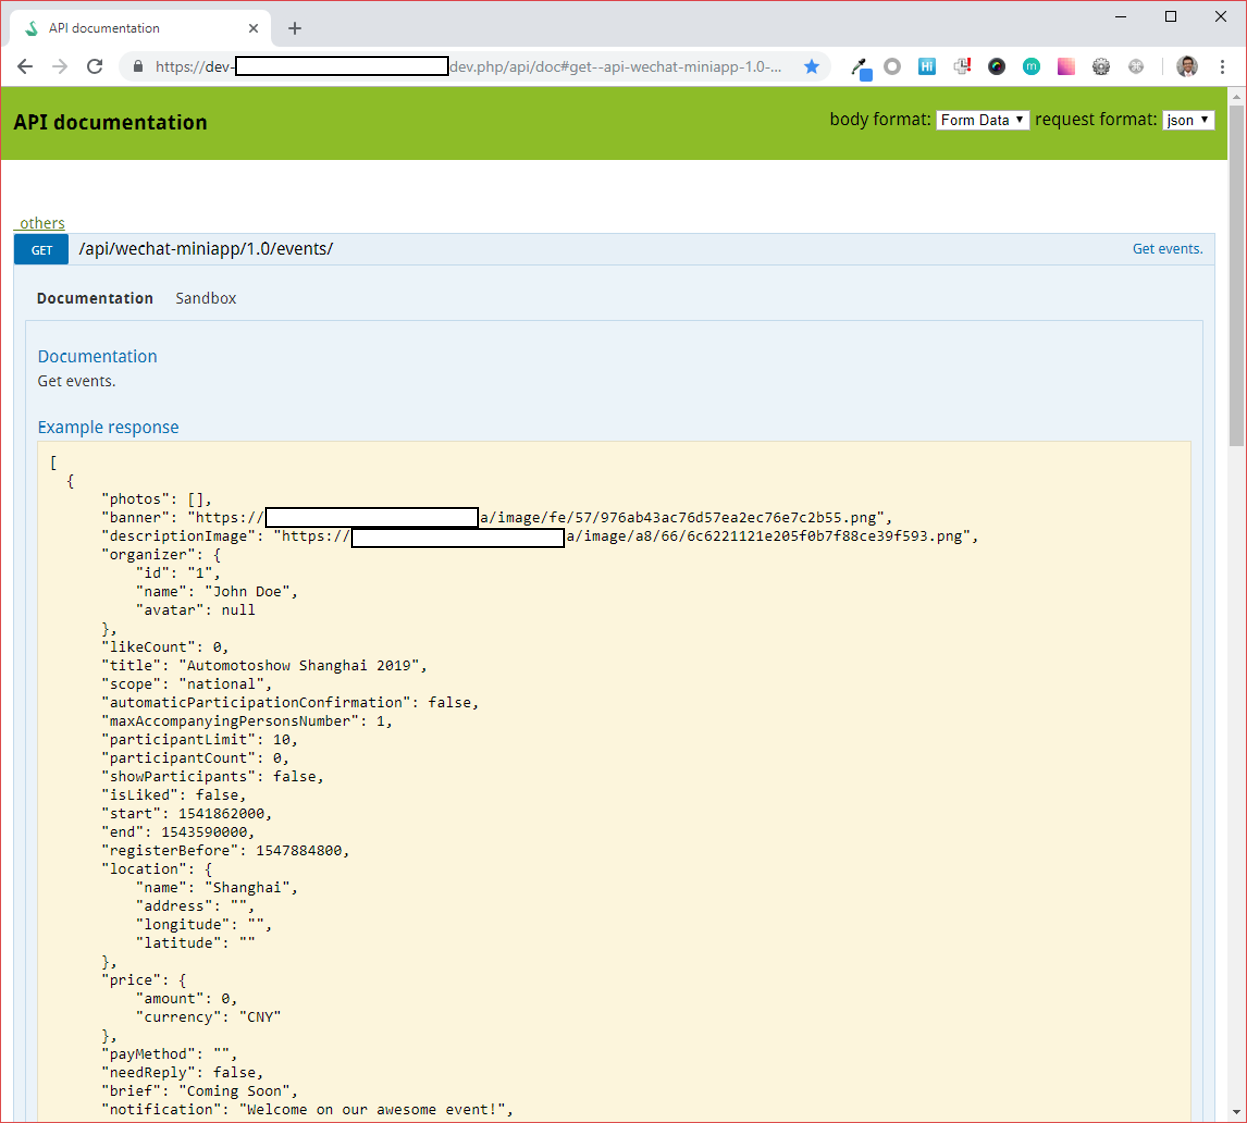 API documentation
https://dev- dev.php/api/doc#get--api-wechat-miniapp-1.0-...
Hi
m
API documentation
body format: Form Data request format: json
_others
GET /api/wechat-miniapp/1.0/events/ Get events.
Documentation Sandbox
Documentation
Get events.
Example response
[
{
"photos": [],
"banner": "https:// a/image/fe/57/976ab43ac76d57ea2ec76e7c2b55.png",
"descriptionImage": "https:// a/image/a8/66/6c6221121e205f0b7f88ce39f593.png",
"organizer": {
"id": "1",
"name": "John Doe",
"avatar": null
},
"likeCount": 0,
"title": "Automotoshow Shanghai 2019",
"scope": "national",
"automaticParticipationConfirmation": false,
"maxAccompanyingPersonsNumber": 1,
"participantLimit": 10,
"participantCount": 0,
"showParticipants": false,
"isLiked": false,
"start": 1541862000,
"end": 1543590000,
"registerBefore": 1547884800,
"location": {
"name": "Shanghai",
"address": "",
"longitude": "",
"latitude": ""
},
"price": {
"amount": 0,
"currency": "CNY"
},
"payMethod": "",
"needReply": false,
"brief": "Coming Soon",
"notification": "Welcome on our awesome event!",